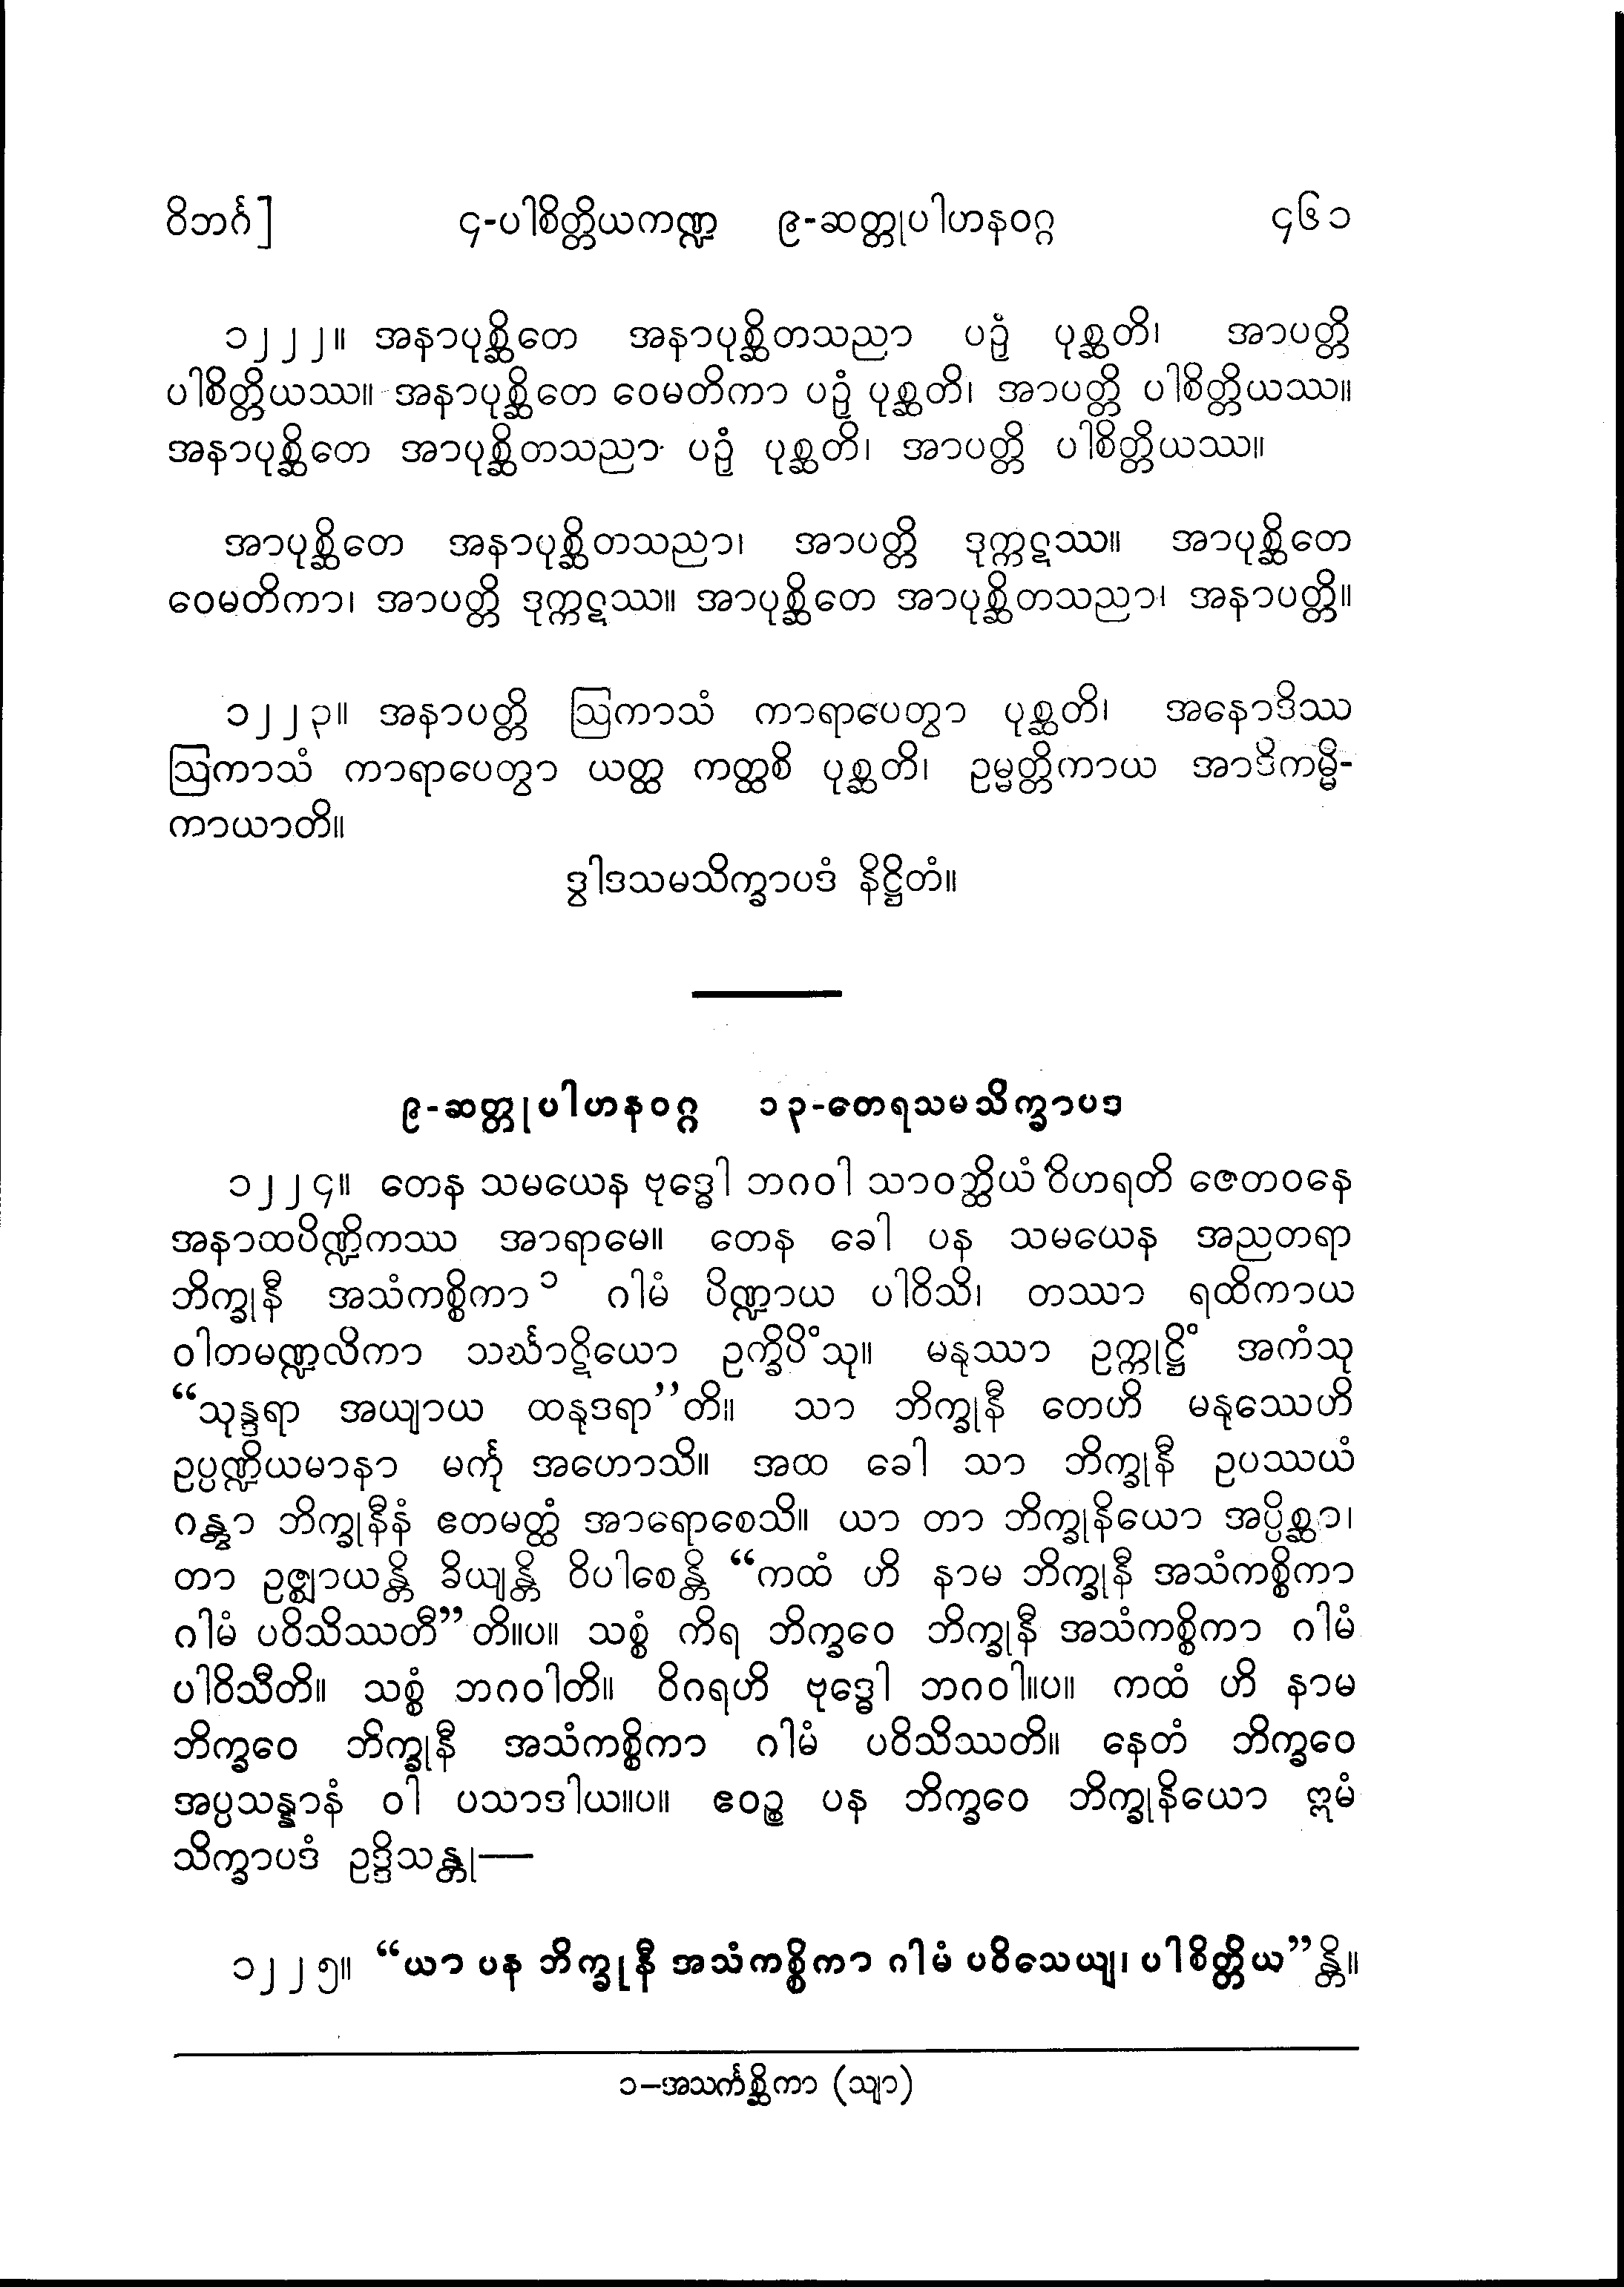 ဝိဘင်္ဂ] ၄-ပါစိတ္တိယကဏ္ဍ ၉-ဆတ္တုပါဟနဝဂ္ဂ ၄၆၁
၁၂၂၂။ အနာပုစ္ဆိတေ အနာပုစ္ဆိတသညာ ပဉှံ ပုစ္ဆတိ၊ အာပတ္တိ
ပါစိတ္တိယဿ။ အနာပုစ္ဆိတေ ဝေမတိကာ ပဉှံ ပုစ္ဆတိ၊ အာပတ္တိ ပါစိတ္တိယဿ။
အနာပုစ္ဆိတေ အာပုစ္ဆိတသညာ ပဉှံ ပုစ္ဆတိ၊ အာပတ္တိ ပါစိတ္တိယဿ။
အာပုစ္ဆိတေ အနာပုစ္ဆိတသညာ၊ အာပတ္တိ ဒုက္ကဋဿ။ အာပုစ္ဆိတေ
ဝေမတိကာ၊ အာပတ္တိ ဒုက္ကဋဿ။ အာပုစ္ဆိတေ အာပုစ္ဆိတသညာ၊ အနာပတ္တိ။
၁၂၂၃။ အနာပတ္တိ ဩကာသံ ကာရာပေတွာ ပုစ္ဆတိ၊ အနောဒိဿ
ဩကာသံ ကာရာပေတွာ ယတ္ထ ကတ္ထစိ ပုစ္ဆတိ၊ ဥမ္မတ္တိကာယ အာဒိကမ္မိ-
ကာယာတိ။
ဒွါဒသမသိက္ခာပဒံ နိဋ္ဌိတံ။
၉-ဆတ္တုပါဟနဝဂ္ဂ ၁၃-တေရသမသိက္ခာပဒ
၁၂၂၄။ တေန သမယေန ဗုဒ္ဓေါ ဘဂဝါ သာဝတ္ထိယံ ဝိဟရတိ ဇေတဝနေ
အနာထပိဏ္ဍိကဿ အာရာမေ။ တေန ခေါ ပန သမယေန အညတရာ
ဘိက္ခုနီ အသံကစ္စိကာ၁ ဂါမံ ပိဏ္ဍာယ ပါဝိသိ၊ တဿာ ရထိကာယ
ဝါတမဏ္ဍလိကာ သင်္ဃာဋိယော ဥက္ခိပိံသု။ မနုဿာ ဥက္ကုဋ္ဌိံ အကံသု
“သုန္ဒရာ အယျာယ ထနုဒရာ”တိ။ သာ ဘိက္ခုနီ တေဟိ မနုဿေဟိ
ဥပ္ပဏ္ဍိယမာနာ မင်္ကု အဟောသိ။ အထ ခေါ သာ ဘိက္ခုနီ ဥပဿယံ
ဂန္တွာ ဘိက္ခုနီနံ ဧတမတ္ထံ အာရောစေသိ။ ယာ တာ ဘိက္ခုနိယော အပ္ပိစ္ဆာ၊
တာ ဥဇ္ဈာယန္တိ ခိယျန္တိ ဝိပါစေန္တိ “ကထံ ဟိ နာမ ဘိက္ခုနီ အသံကစ္စိကာ
ဂါမံ ပဝိသိဿတီ”တိ။ပ။ သစ္စံ ကိရ ဘိက္ခဝေ ဘိက္ခုနီ အသံကစ္စိကာ ဂါမံ
ပါဝိသီတိ။ သစ္စံ ဘဂဝါတိ။ ဝိဂရဟိ ဗုဒ္ဓေါ ဘဂဝါ။ပ။ ကထံ ဟိ နာမ
ဘိက္ခဝေ ဘိက္ခုနီ အသံကစ္စိကာ ဂါမံ ပဝိသိဿတိ။ နေတံ ဘိက္ခဝေ
အပ္ပသန္နာနံ ဝါ ပသာဒါယ။ပ။ ဧဝဉ္စ ပန ဘိက္ခဝေ ဘိက္ခုနိယော ဣမံ
သိက္ခာပဒံ ဥဒ္ဒိသန္တု—
၁၂၂၅။ “ယာ ပန ဘိက္ခုနီ အသံကစ္စိကာ ဂါမံ ပဝိသေယျ၊ ပါစိတ္တိယ”န္တိ။
၁–အသင်္ကစ္ဆိကာ (သျာ)